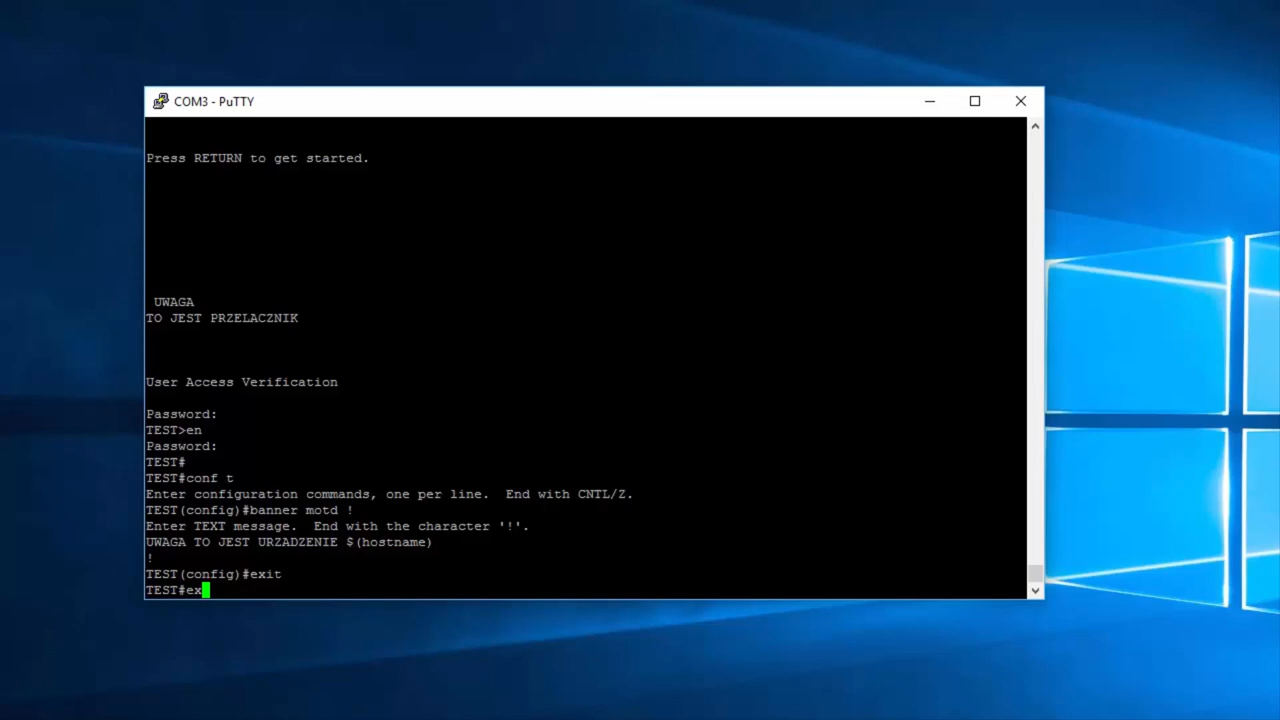 COM3 - PuTTY
Press RETURN to get started.
UWAGA
TO JEST PRZELACZNIK
User Access Verification
Password:
TEST>en
Password:
TEST#
TEST#conf t
Enter configuration commands, one per line.  End with CNTL/Z.
TEST(config)#banner motd !
Enter TEXT message.  End with the character '!'.
UWAGA TO JEST URZADZENIE $(hostname)
!
TEST(config)#exit
TEST#ex